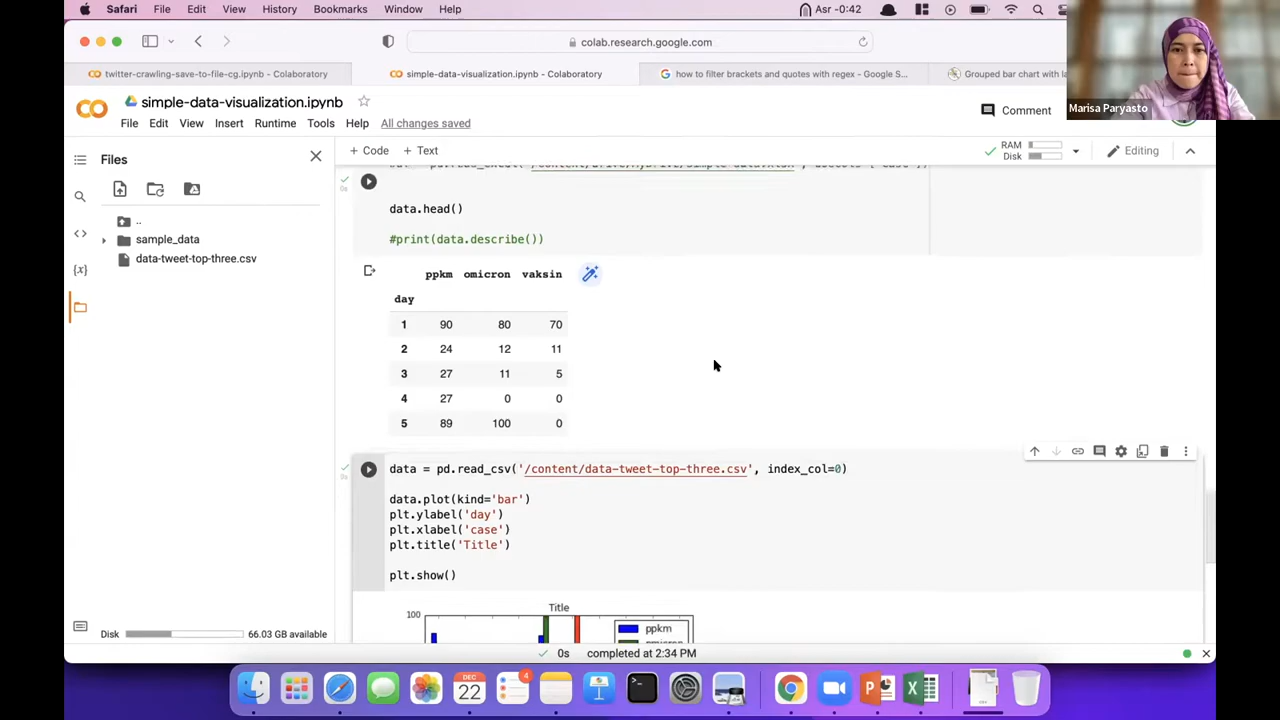 Safari File Edit View History Bookmarks Window Help
Asr -0:42
colab.research.google.com
twitter-crawling-save-to-file-cg.ipynb - Colaboratory
simple-data-visualization.ipynb - Colaboratory
how to filter brackets and quotes with regex - Google S...
Grouped bar chart with la
Marisa Paryasto
simple-data-visualization.ipynb
File Edit View Insert Runtime Tools Help All changes saved
Comment
Files
+ Code + Text
RAM
Disk
Editing
..
sample_data
data-tweet-top-three.csv
0s
data.head()
#print(data.describe())
ppkm omicron vaksin
day
1 90 80 70
2 24 12 11
3 27 11 5
4 27 0 0
5 89 100 0
data = pd.read_csv('/content/data-tweet-top-three.csv', index_col=0)
0s
data.plot(kind='bar')
plt.ylabel('day')
plt.xlabel('case')
plt.title('Title')
plt.show()
Title
100
ppkm
Disk
66.03 GB available
0s completed at 2:34 PM
DEC
22
4